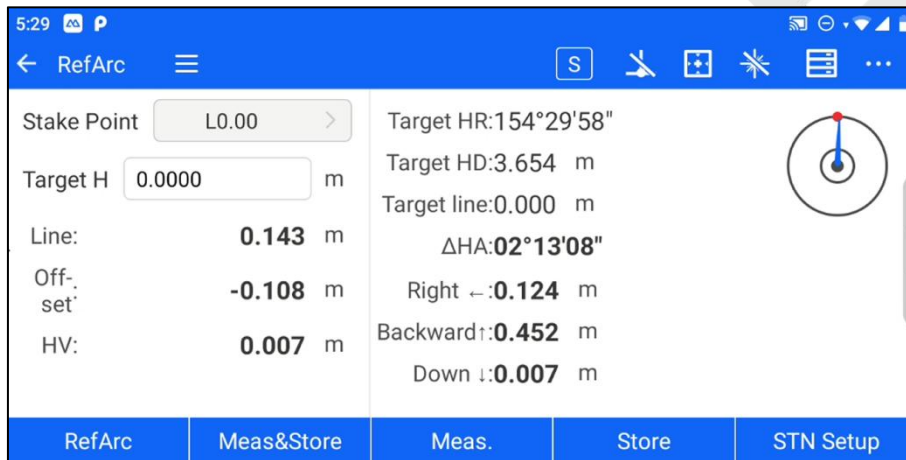 5:29
RefArc
S
Stake Point L0.00
Target H 0.0000 m
Line: 0.143 m
Off-set: -0.108 m
HV: 0.007 m
Target HR:154°29'58"
Target HD:3.654 m
Target line:0.000 m
ΔHA:02°13'08"
Right ←:0.124 m
Backward↑:0.452 m
Down ↓:0.007 m
RefArc Meas&Store Meas. Store STN Setup